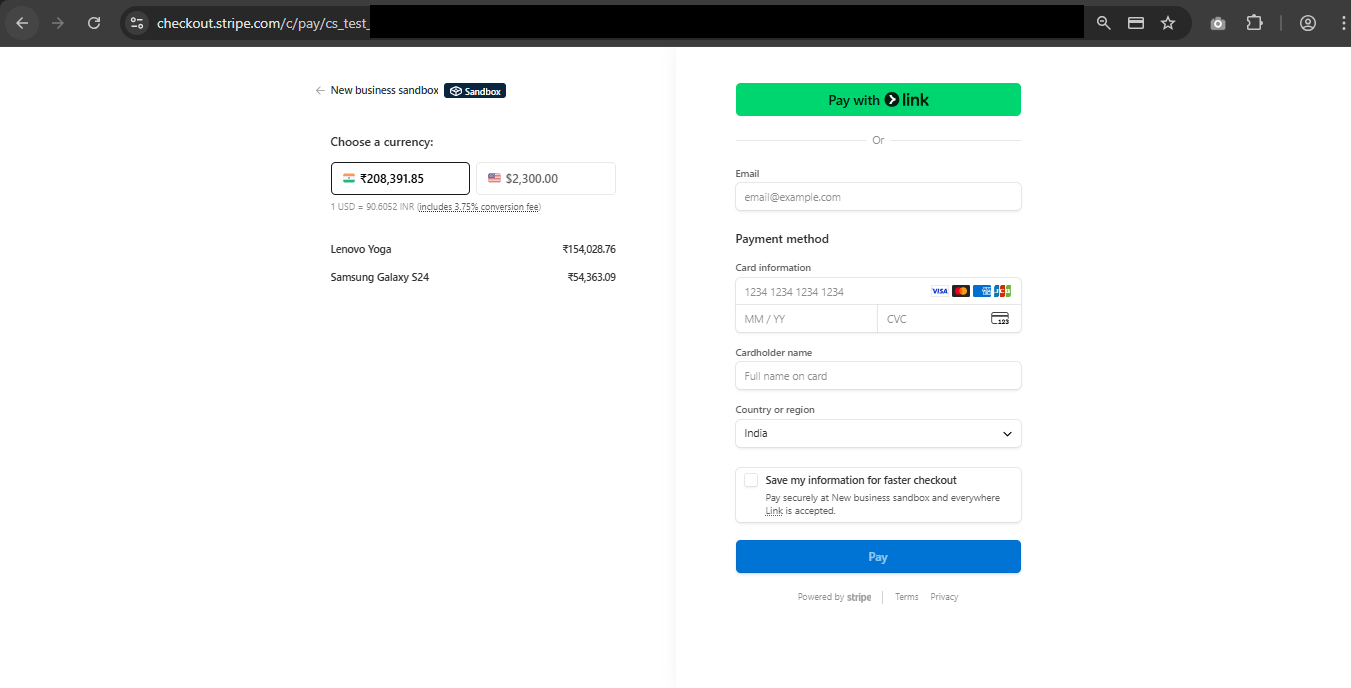 checkout.stripe.com/c/pay/cs_test_
New business sandbox Sandbox
Choose a currency:
₹208,391.85 $2,300.00
1 USD = 90.6052 INR (includes 3.75% conversion fee)
Lenovo Yoga ₹154,028.76
Samsung Galaxy S24 ₹54,363.09
Pay with link
Or
Email
email@example.com
Payment method
Card information
1234 1234 1234 1234 VISA
MM / YY CVC 123
Cardholder name
Full name on card
Country or region
India
Save my information for faster checkout
Pay securely at New business sandbox and everywhere
Link is accepted.
Pay
Powered by stripe Terms Privacy